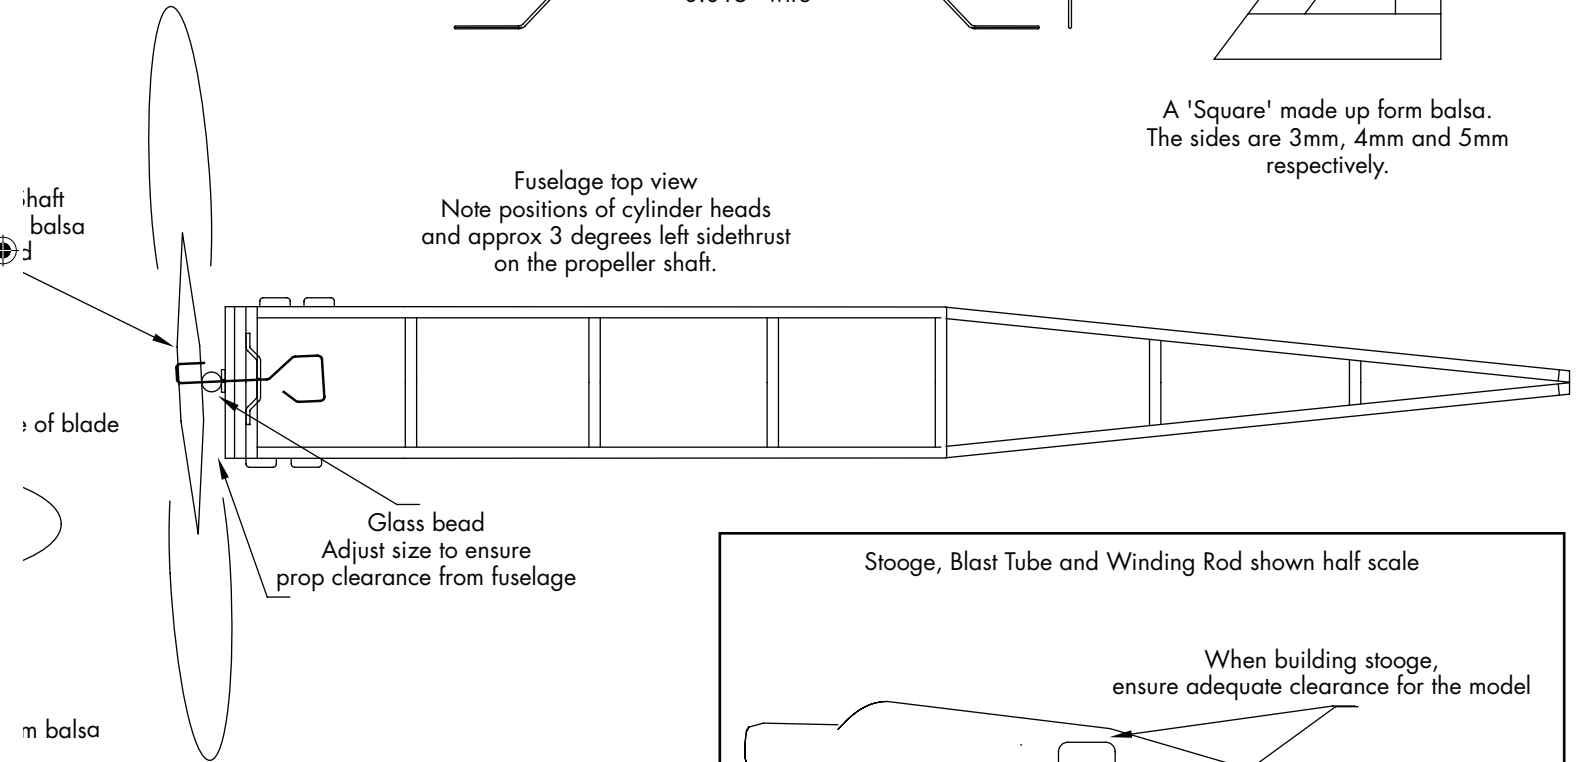 A 'Square' made up form balsa.
The sides are 3mm, 4mm and 5mm
respectively.
Fuselage top view
Note positions of cylinder heads
and approx 3 degrees left sidethrust
on the propeller shaft.
balsa
of blade
Glass bead
Adjust size to ensure
prop clearance from fuselage
Stooge, Blast Tube and Winding Rod shown half scale
When building stooge,
ensure adequate clearance for the model
balsa